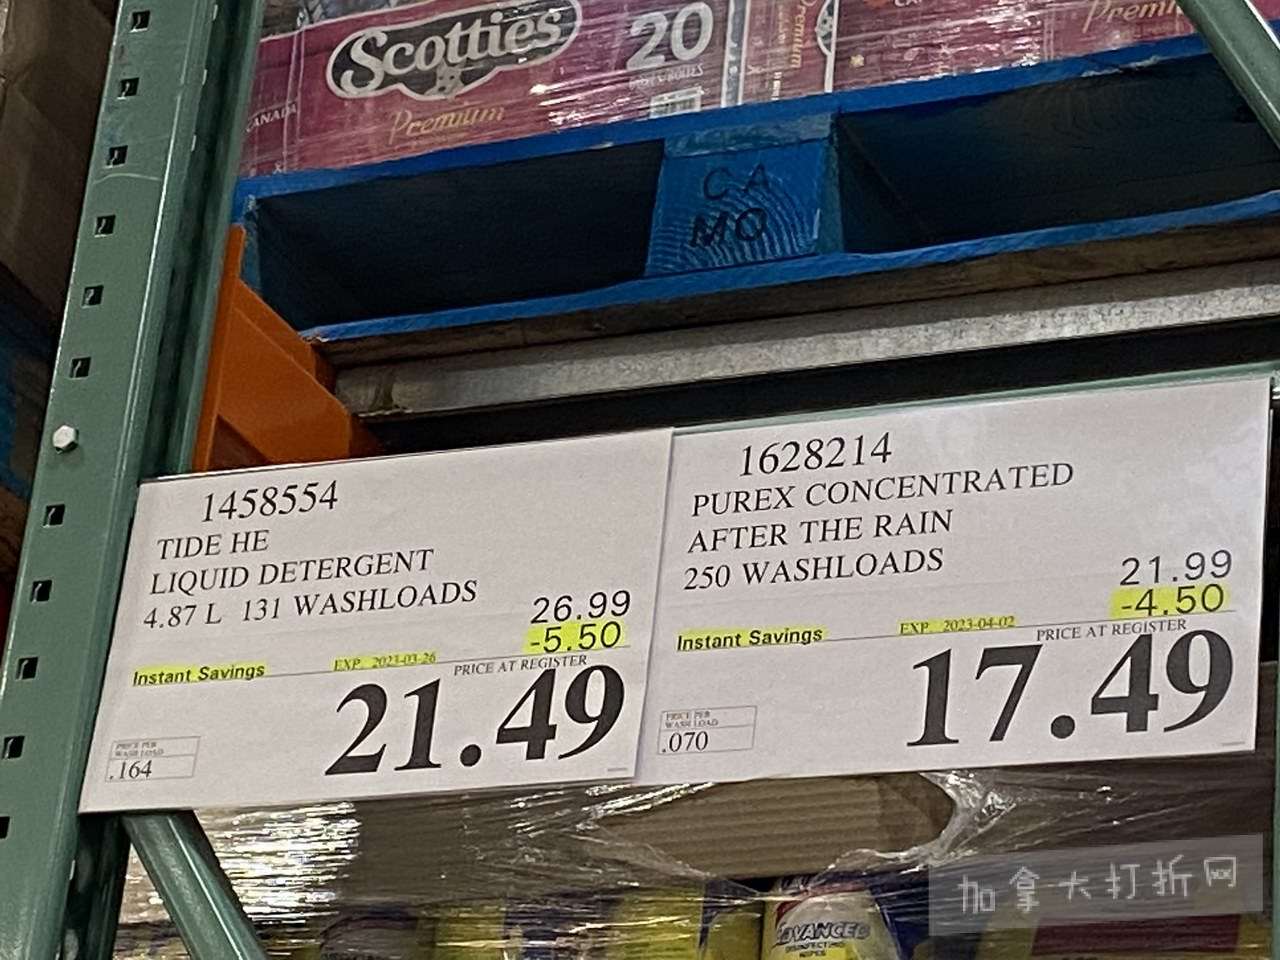 Scotties
Premium
20
CANADA
Premium
Premi
CA
MO
1458554
TIDE HE
LIQUID DETERGENT
4.87 L 131 WASHLOADS
26.99
-5.50
Instant Savings
EXP. 2023-03-26
PRICE AT REGISTER
21.49
PRICE PER
WASH LOAD
.164
1628214
PUREX CONCENTRATED
AFTER THE RAIN
250 WASHLOADS
21.99
-4.50
Instant Savings
EXP. 2023-04-02
PRICE AT REGISTER
17.49
PRICE PER
WASH LOAD
.070
ADVANCED
DISINFECTING
WIPES
加拿大打折网